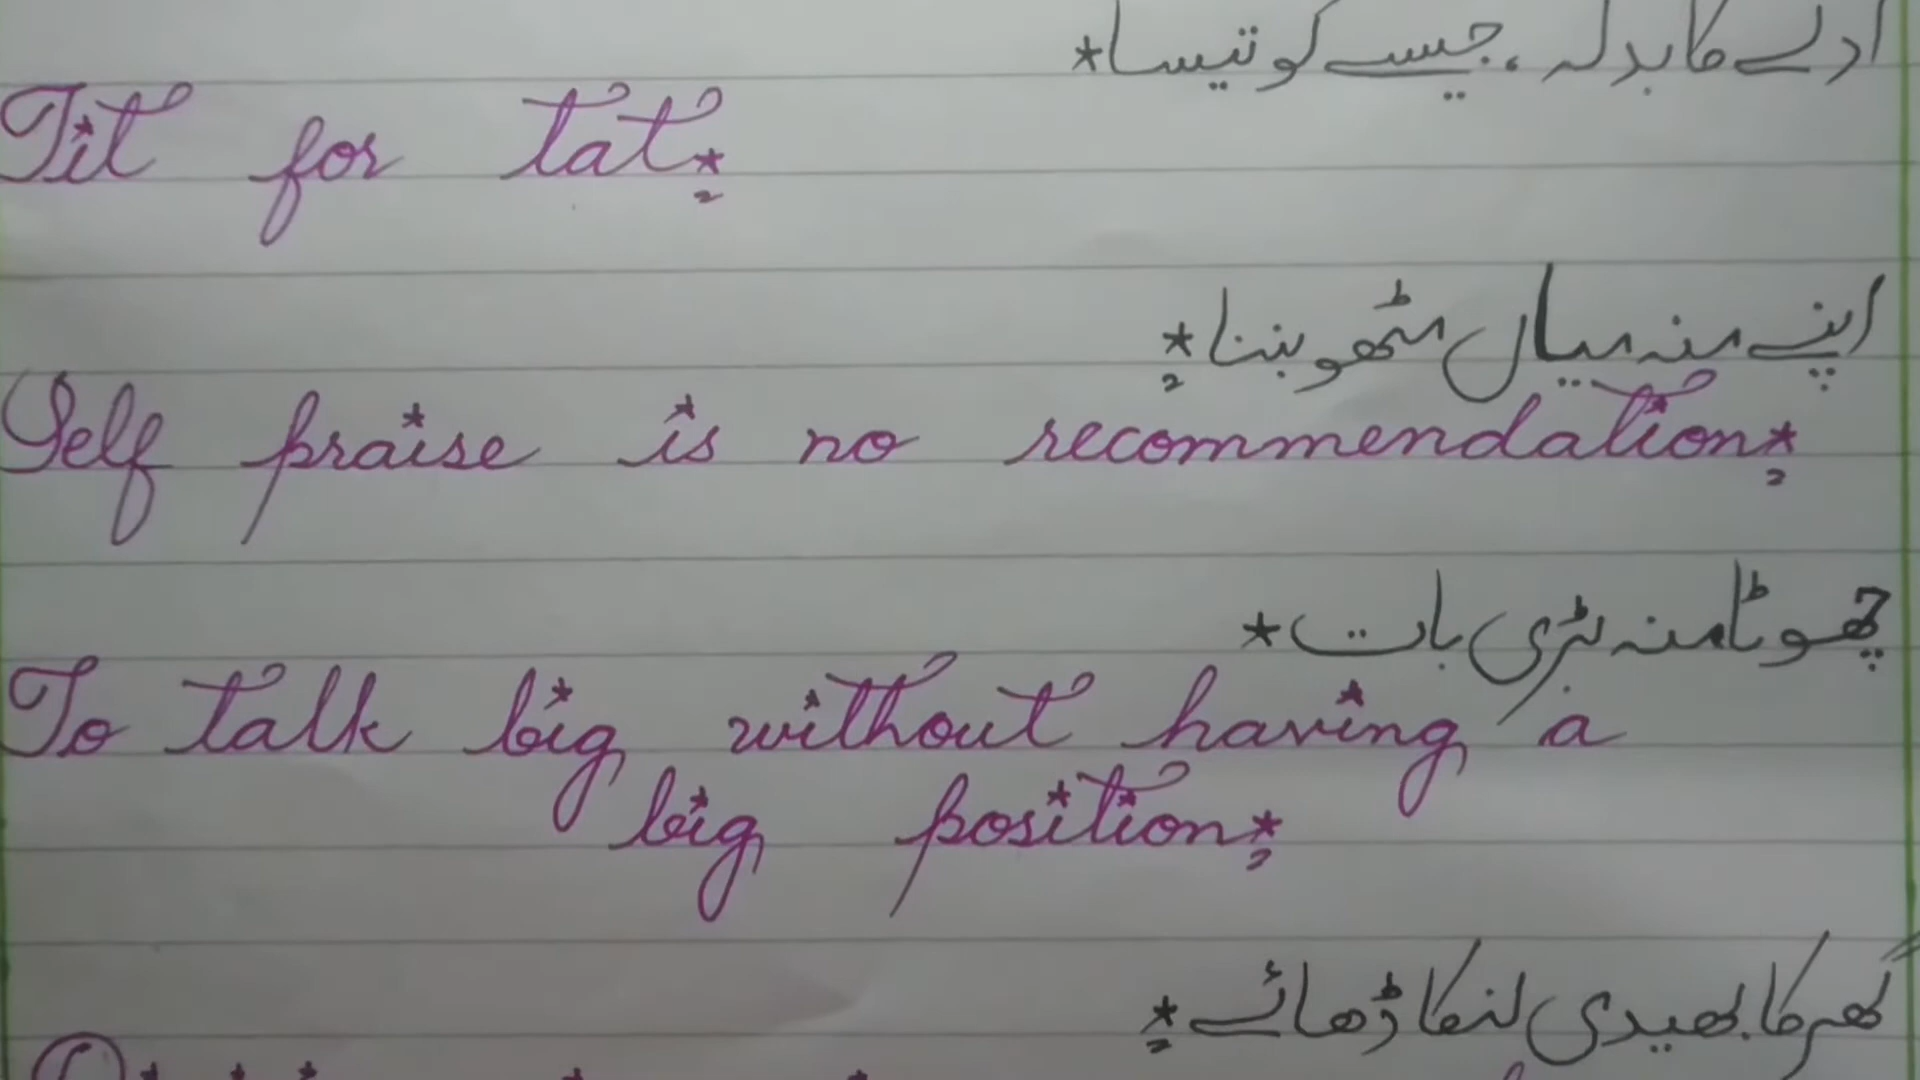 ادلے کا بدلہ، جیسے کو تیسا*
Tit for tat*
اپنے منہ میاں مٹھو بننا*
Self praise is no recommendation*
چھوٹا منہ بڑی بات*
To talk big without having a
big position*
گھر کا بھیدی لنکا ڈھائے*